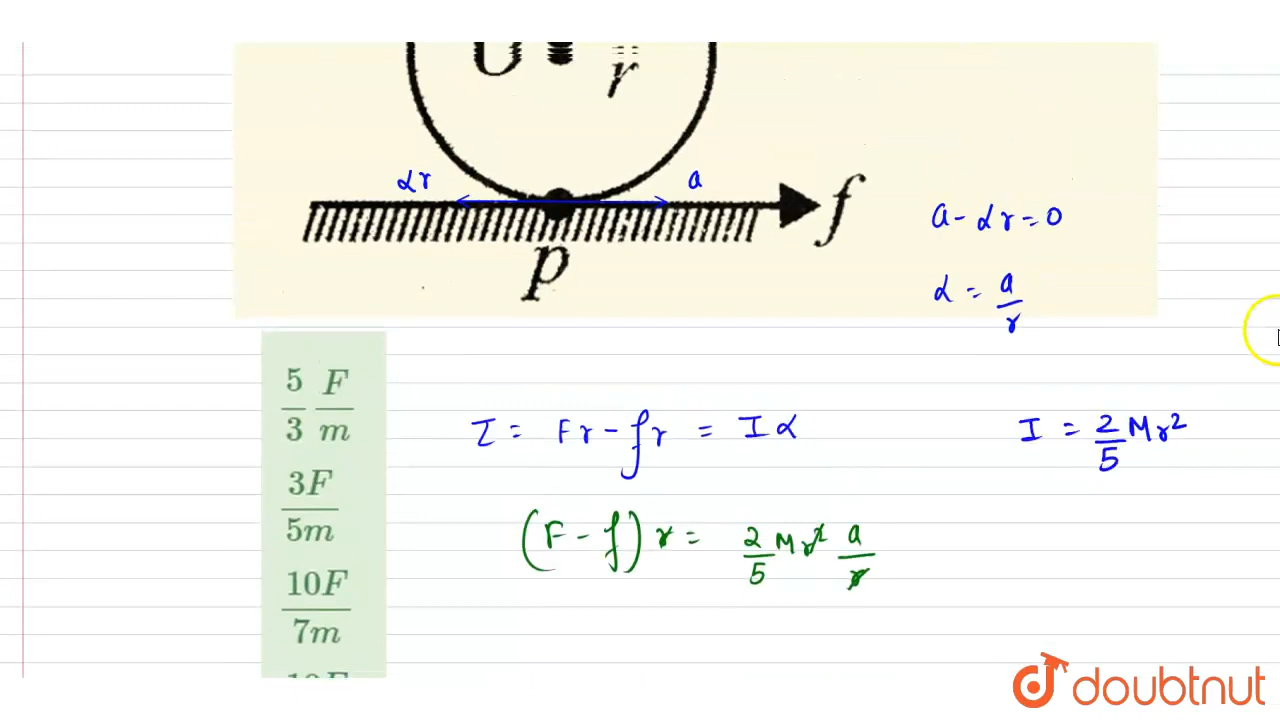 O r
αr a
f
p
a - αr = 0
α = a/r
5/3 F/m
τ = Fr - fr = Iα
I = 2/5 Mr²
3F/5m
(F - f) r = 2/5 Mr² a/r
10F/7m
doubtnut